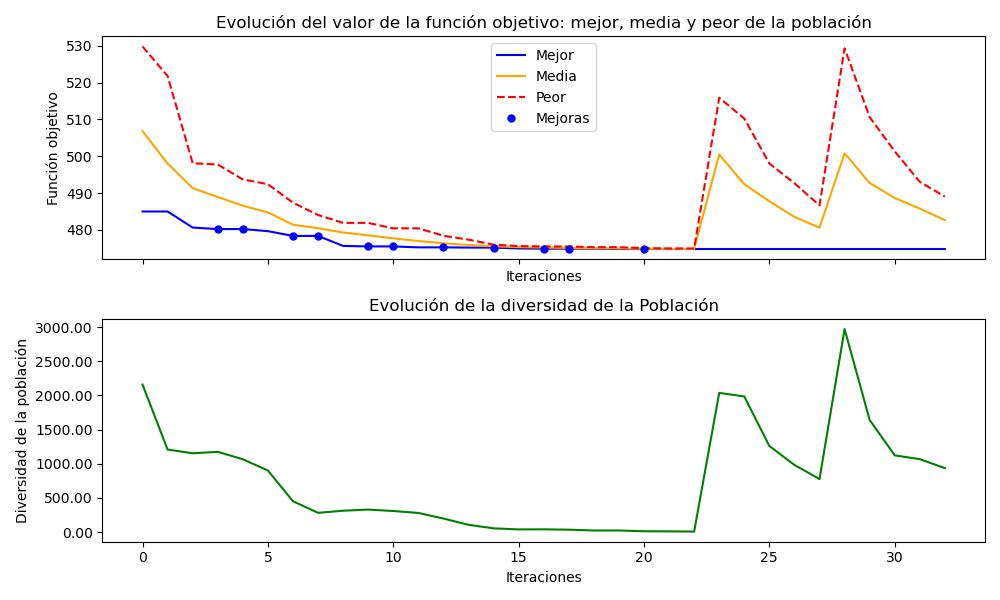 Evolución del valor de la función objetivo: mejor, media y peor de la población
530
520
510
500
490
480
Función objetivo
Mejor
Media
Peor
Mejoras
Iteraciones
Evolución de la diversidad de la Población
3000.00
2500.00
2000.00
1500.00
1000.00
500.00
0.00
Diversidad de la población
0 5 10 15 20 25 30
Iteraciones